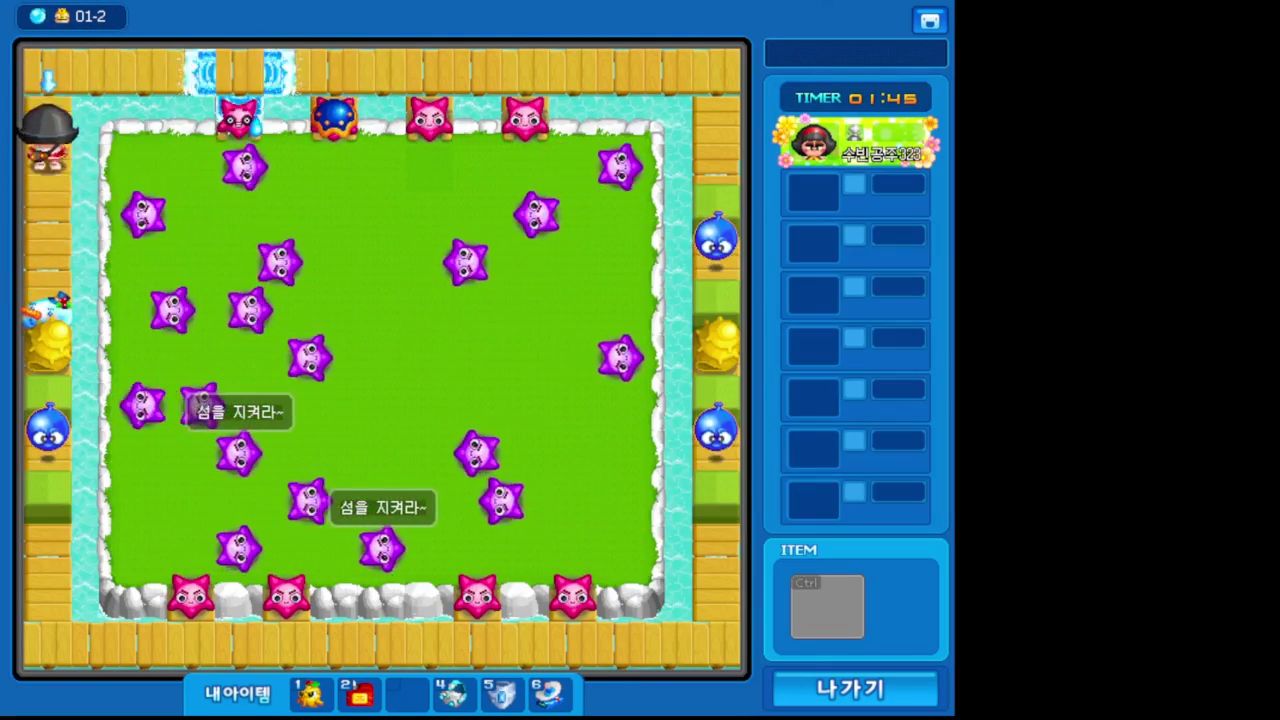 01-2
TIMER 01:45
수빈공주323
섬을 지켜라~
섬을 지켜라~
ITEM
Ctrl
나가기
내아이템
1
2
4
5
6